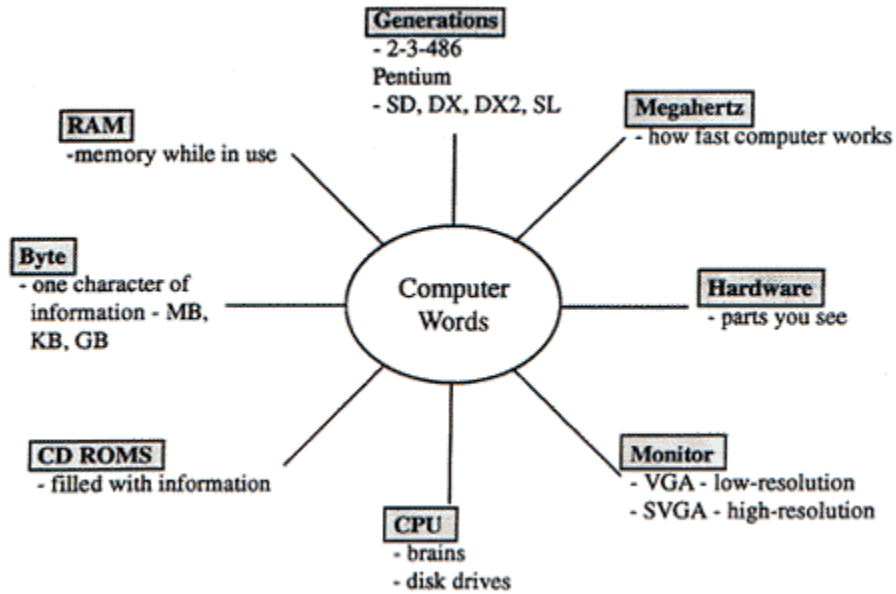 Generations
- 2-3-486
Pentium
- SD, DX, DX2, SL
Megahertz
- how fast computer works
RAM
-memory while in use
Byte
- one character of
information - MB,
KB, GB
Computer
Words
Hardware
- parts you see
CD ROMS
- filled with information
Monitor
- VGA - low-resolution
- SVGA - high-resolution
CPU
- brains
- disk drives